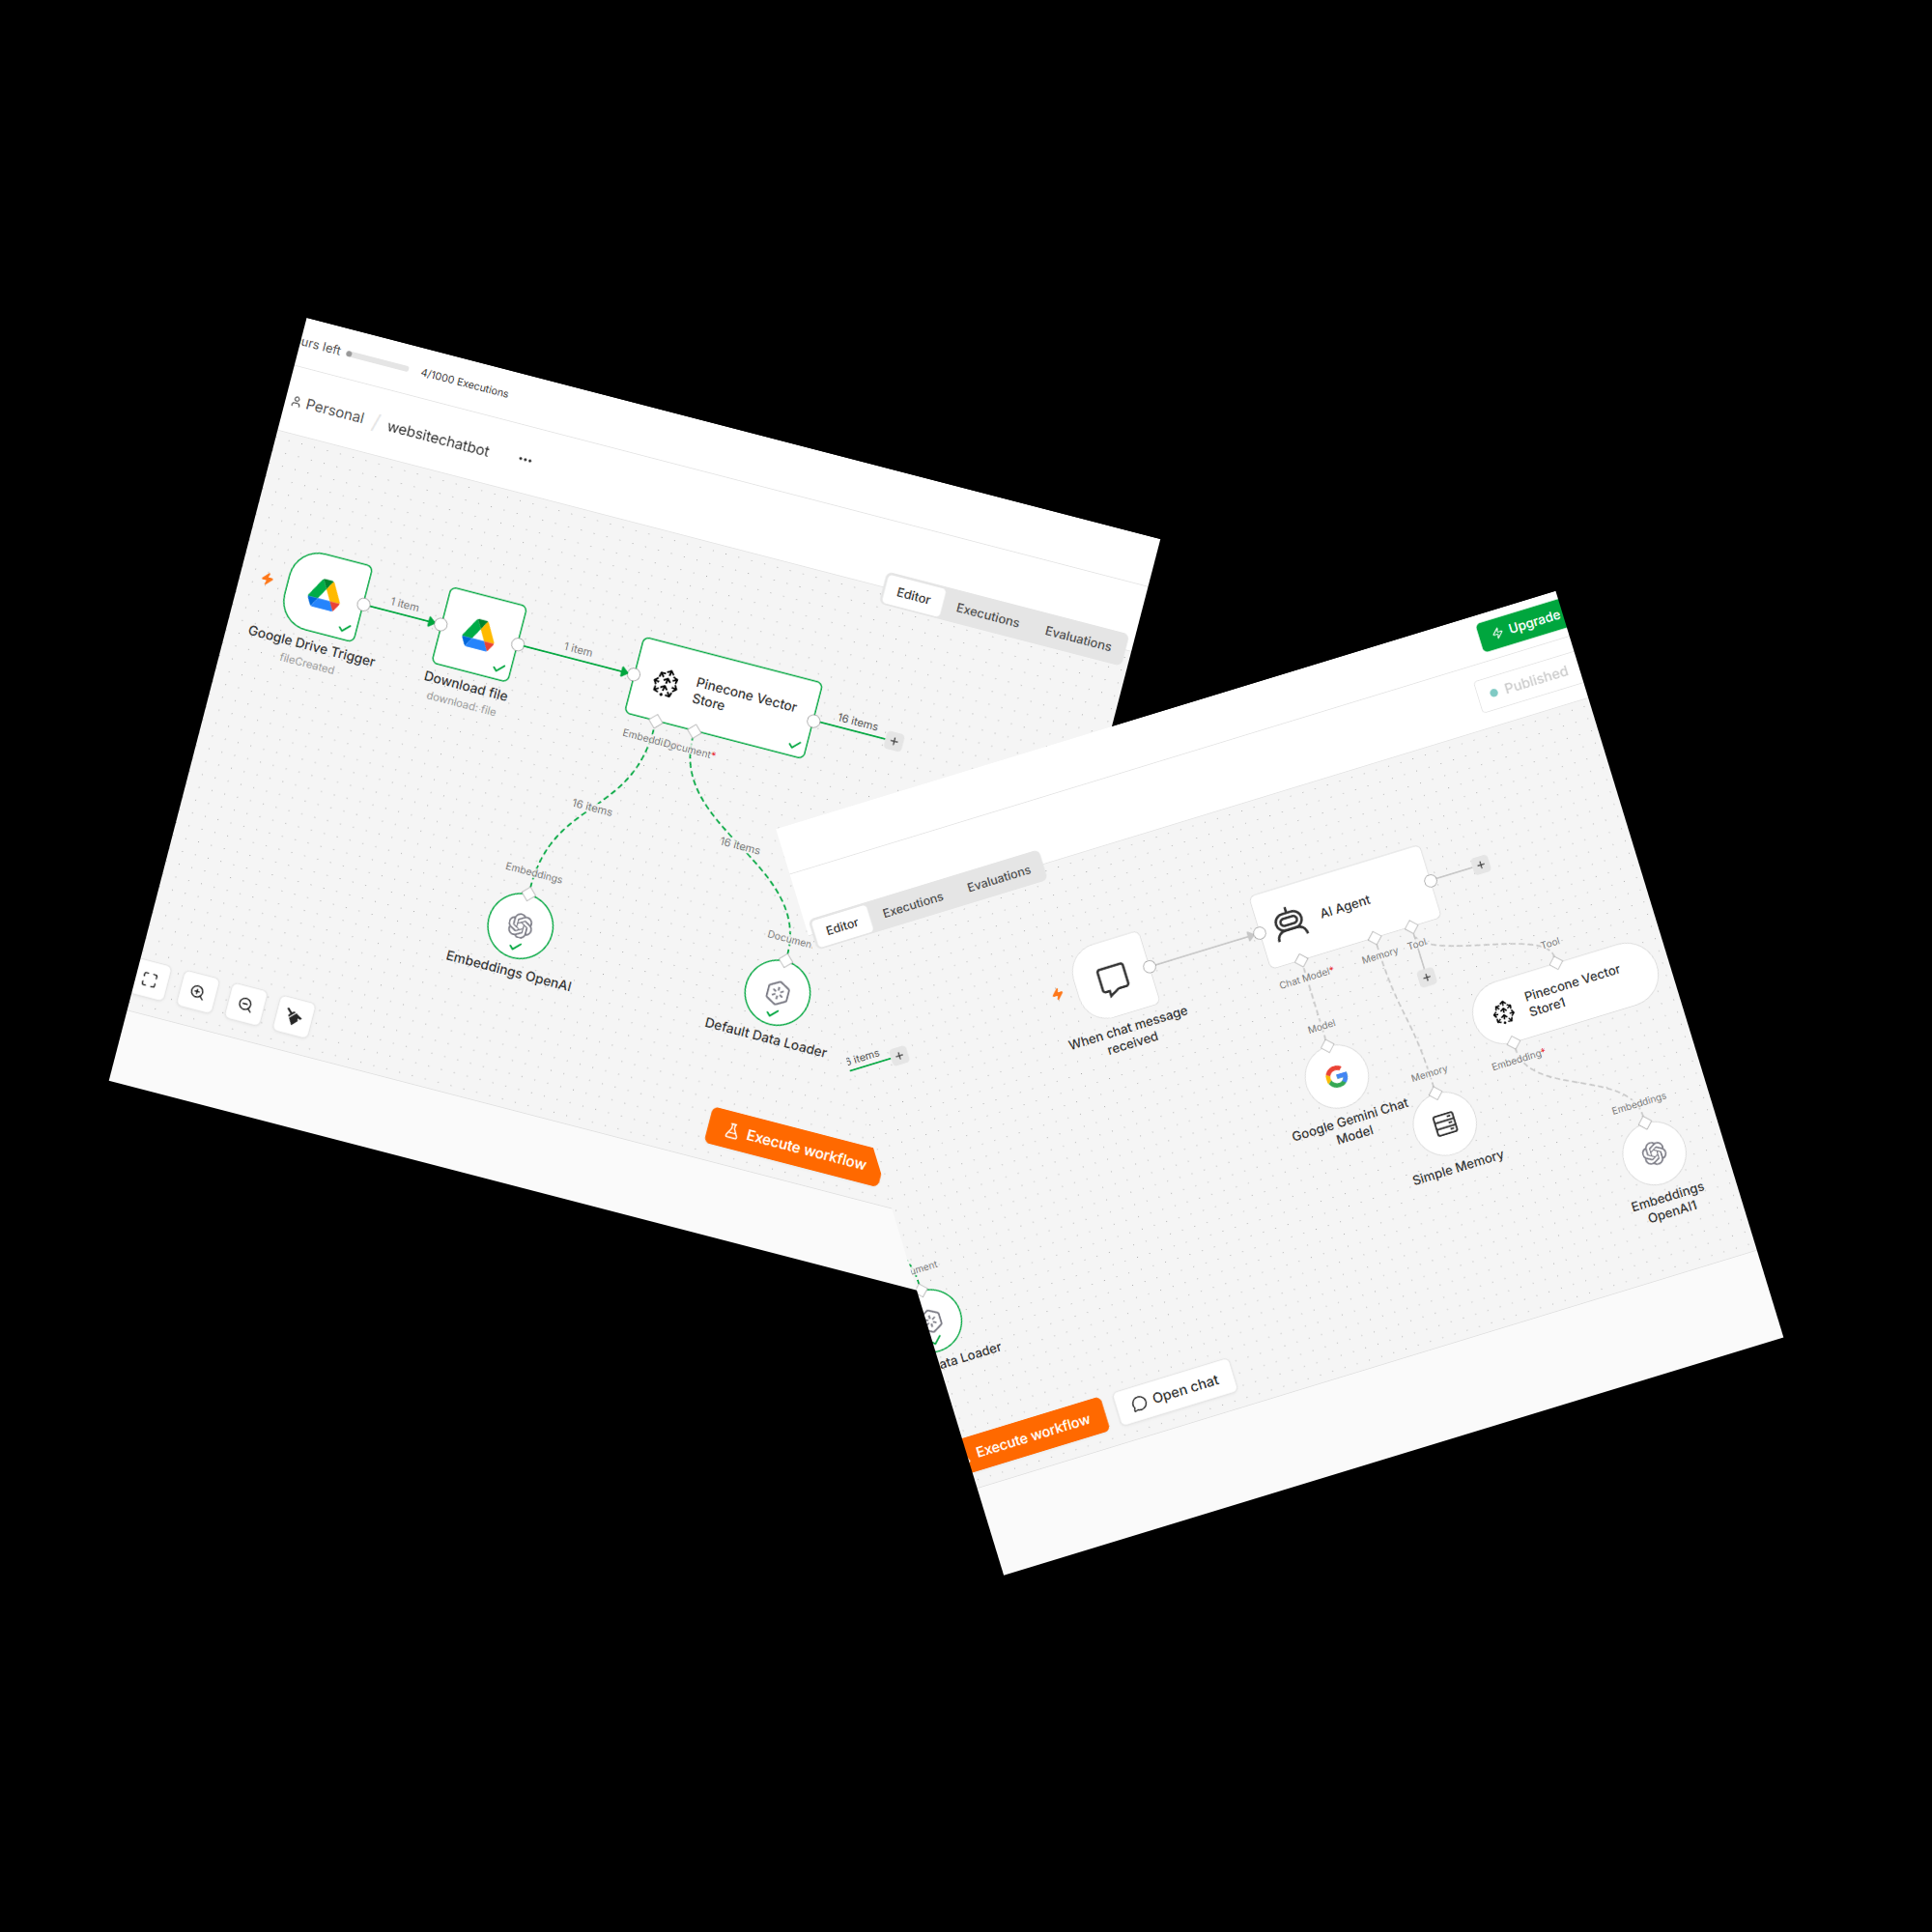 urs left
4/1000 Executions
Personal / websitechatbot ...
Editor Executions Evaluations
1 item
1 item
Google Drive Trigger
fileCreated
Download file
download: file
Pinecone Vector
Store
16 items
Embeddi
Document*
16 items
16 items
Embeddings
Embeddings OpenAI
Documen
Default Data Loader
Execute workflow
Upgrade
Published
Editor Executions Evaluations
AI Agent
When chat message
received
Chat Model*
Memory
Tool
Tool
Pinecone Vector
Store1
Model
Google Gemini Chat
Model
Memory
Simple Memory
Embedding*
Embeddings
Embeddings
OpenAI1
items
ument
ata Loader
Execute workflow
Open chat